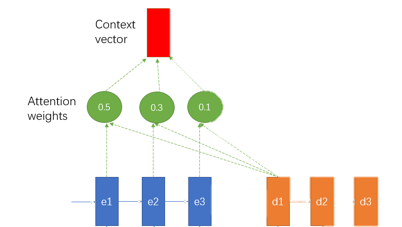 Context
vector
Attention
weights
0.5
0.3
0.1
e1
e2
e3
d1
d2
d3